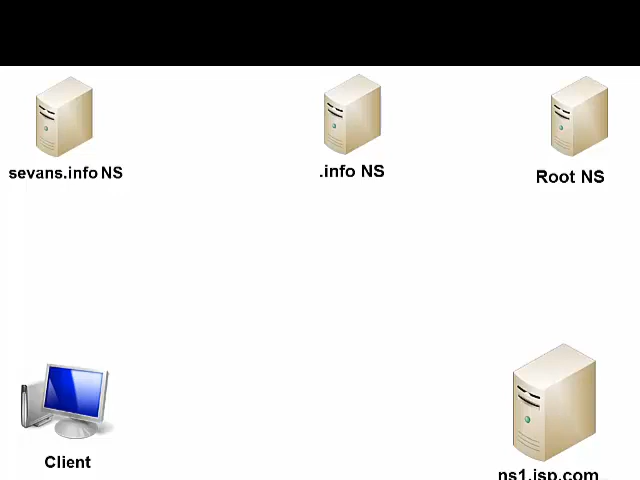 sevans.info NS
.info NS
Root NS
Client
ns1.isp.com